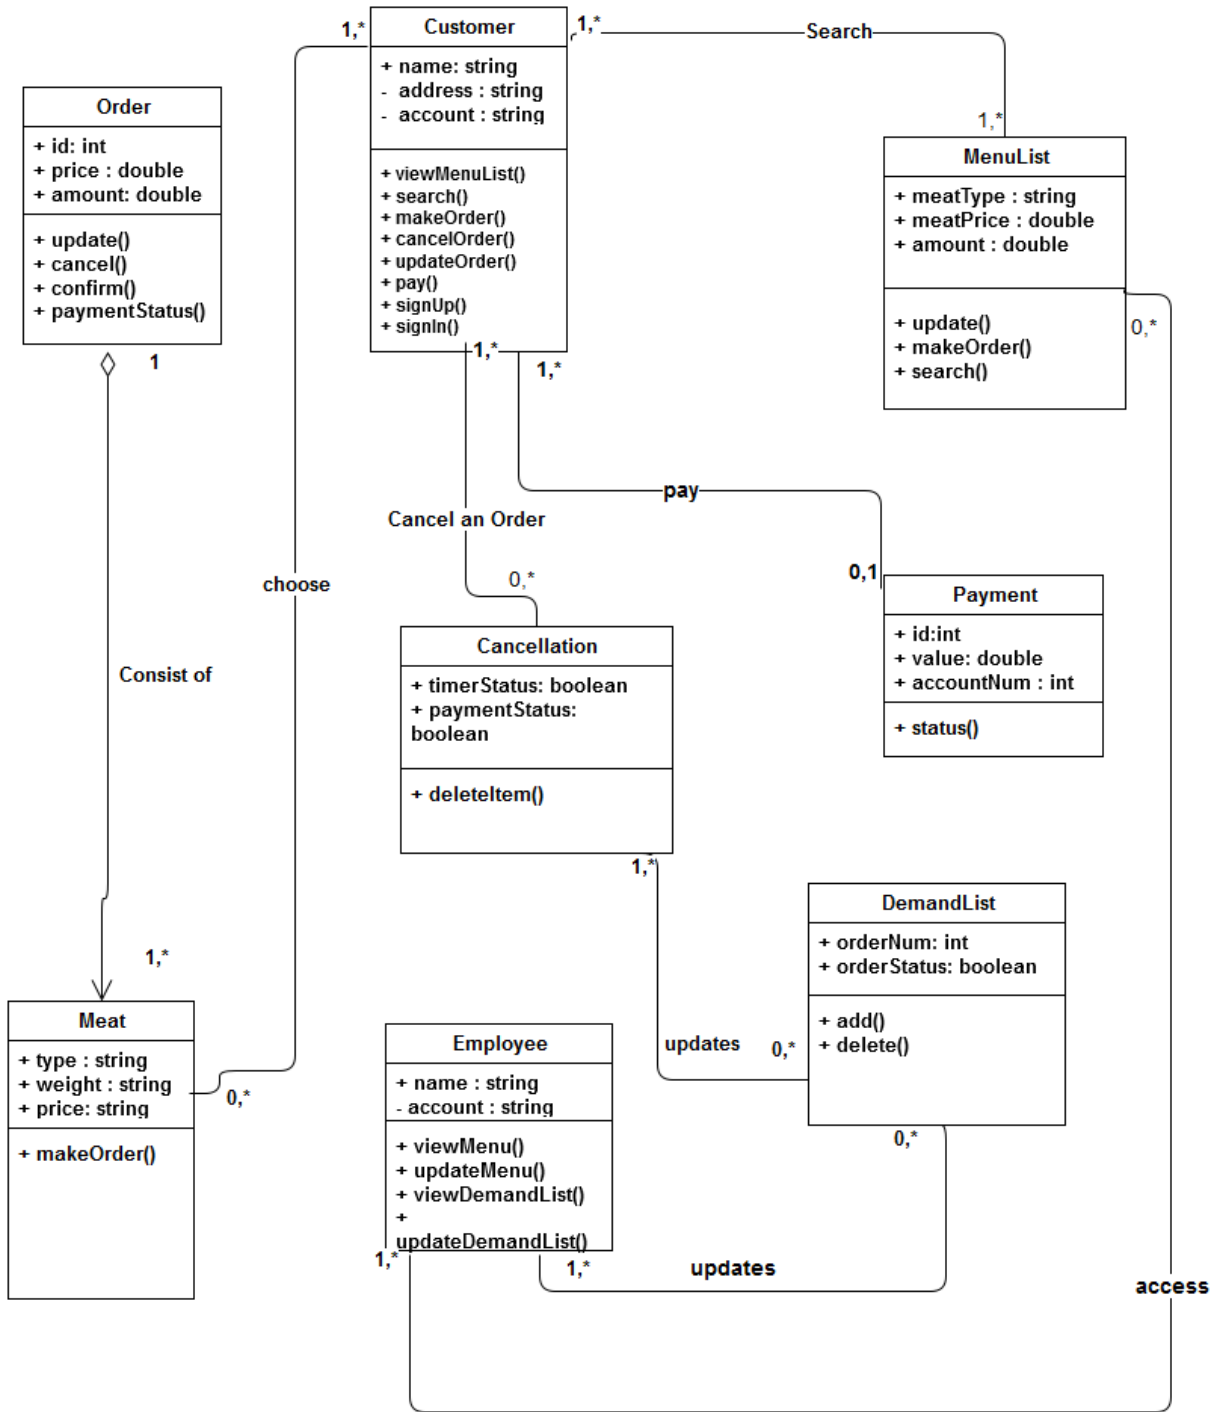 1,*
Customer
+ name: string
- address : string
- account : string
+ viewMenuList()
+ search()
+ makeOrder()
+ cancelOrder()
+ updateOrder()
+ pay()
+ signUp()
+ signIn()
1,*
1,*
1,*
Search
1,*
Order
+ id: int
+ price : double
+ amount: double
+ update()
+ cancel()
+ confirm()
+ paymentStatus()
1
MenuList
+ meatType : string
+ meatPrice : double
+ amount : double
+ update()
+ makeOrder()
+ search()
0,*
pay
Cancel an Order
choose
0,*
0,1
Payment
+ id:int
+ value: double
+ accountNum : int
+ status()
Cancellation
+ timerStatus: boolean
+ paymentStatus:
boolean
+ deleteItem()
1,*
Consist of
1,*
Meat
+ type : string
+ weight : string
+ price: string
+ makeOrder()
0,*
DemandList
+ orderNum: int
+ orderStatus: boolean
+ add()
+ delete()
updates
0,*
0,*
Employee
+ name : string
- account : string
+ viewMenu()
+ updateMenu()
+ viewDemandList()
+
updateDemandList()
1,*
1,*
updates
access